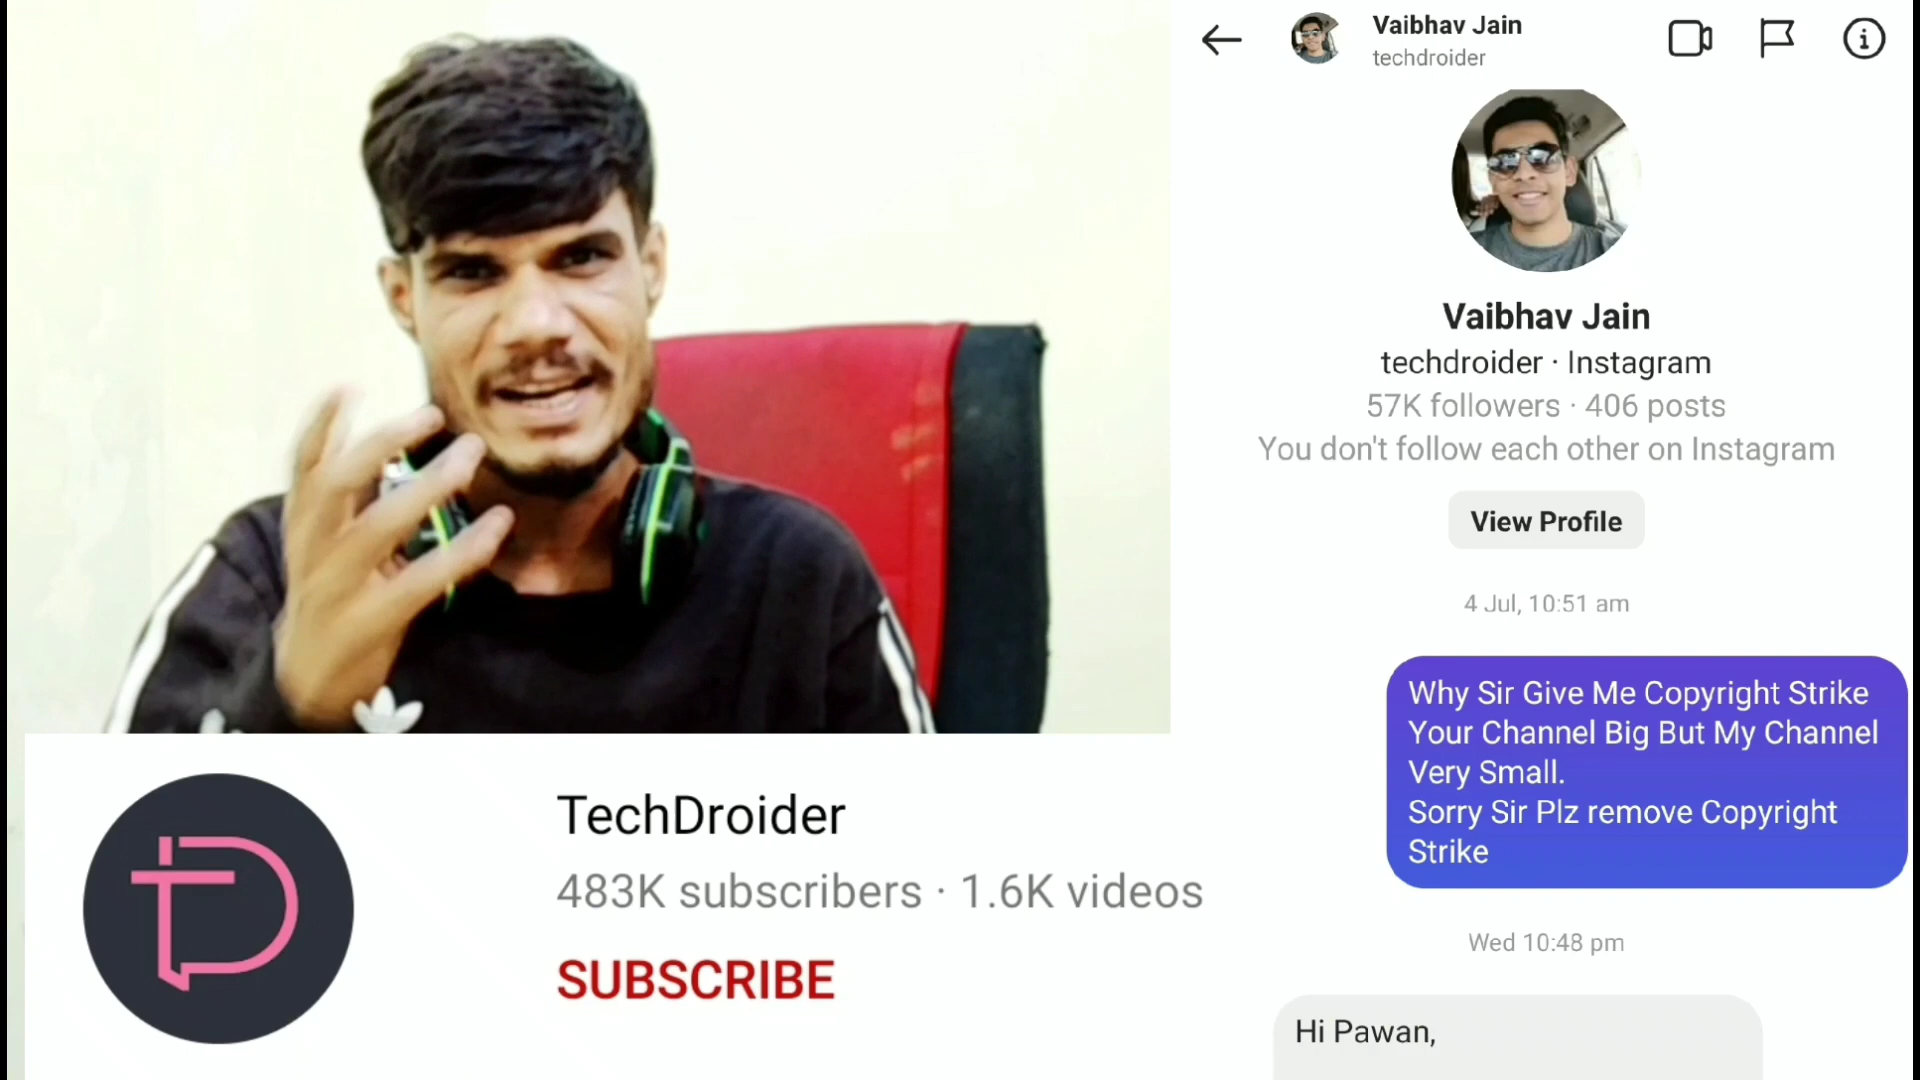 Vaibhav Jain
techdroider
Vaibhav Jain
techdroider · Instagram
57K followers · 406 posts
You don't follow each other on Instagram
View Profile
4 Jul, 10:51 am
Why Sir Give Me Copyright Strike
Your Channel Big But My Channel
Very Small.
Sorry Sir Plz remove Copyright
Strike
Wed 10:48 pm
Hi Pawan,
TechDroider
483K subscribers · 1.6K videos
SUBSCRIBE